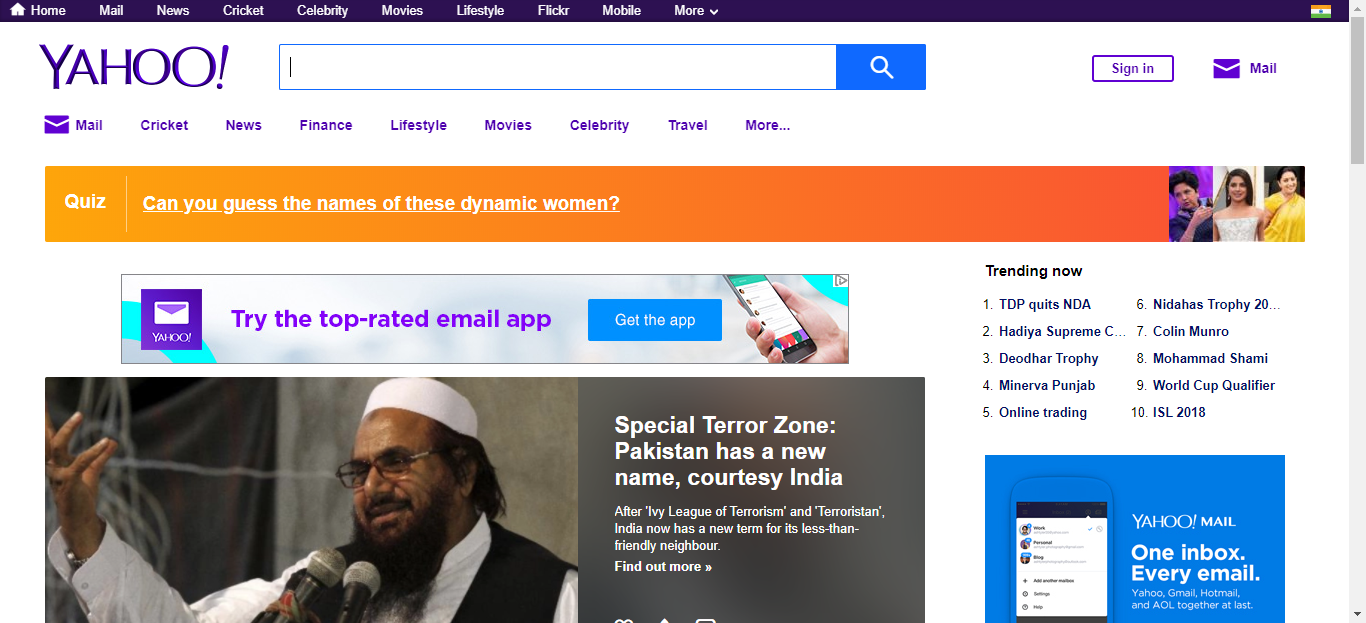 Home Mail News Cricket Celebrity Movies Lifestyle Flickr Mobile More
YAHOO!
Sign in
Mail
Mail Cricket News Finance Lifestyle Movies Celebrity Travel More...
Quiz
Can you guess the names of these dynamic women?
YAHOO!
Try the top-rated email app
Get the app
Special Terror Zone:
Pakistan has a new
name, courtesy India
After 'Ivy League of Terrorism' and 'Terroristan',
India now has a new term for its less-than-
friendly neighbour.
Find out more »
Trending now
1. TDP quits NDA
2. Hadiya Supreme C...
3. Deodhar Trophy
4. Minerva Punjab
5. Online trading
6. Nidahas Trophy 20...
7. Colin Munro
8. Mohammad Shami
9. World Cup Qualifier
10. ISL 2018
Work
Personal
Blog
Add another mailbox
Settings
Help
YAHOO! MAIL
One inbox.
Every email.
Yahoo, Gmail, Hotmail,
and AOL together at last.